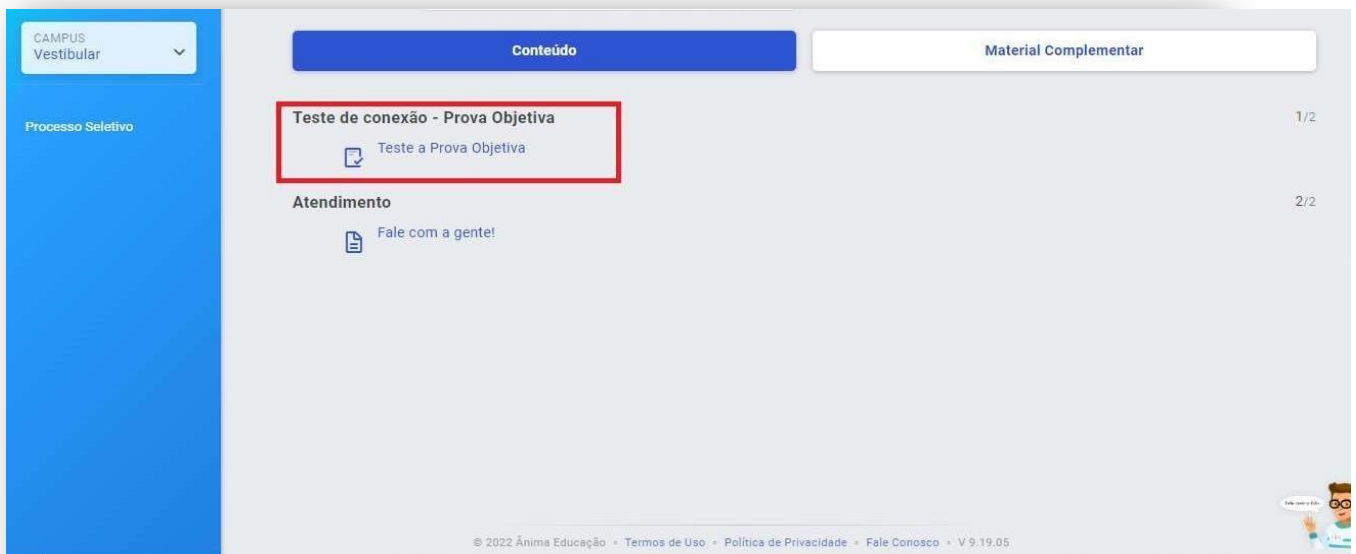 CAMPUS
Vestibular
Processo Seletivo
Conteúdo
Material Complementar
Teste de conexão - Prova Objetiva
1/2
Teste a Prova Objetiva
Atendimento
2/2
Fale com a gente!
© 2022 Ânima Educação • Termos de Uso • Política de Privacidade • Fale Conosco • V 9.19.05